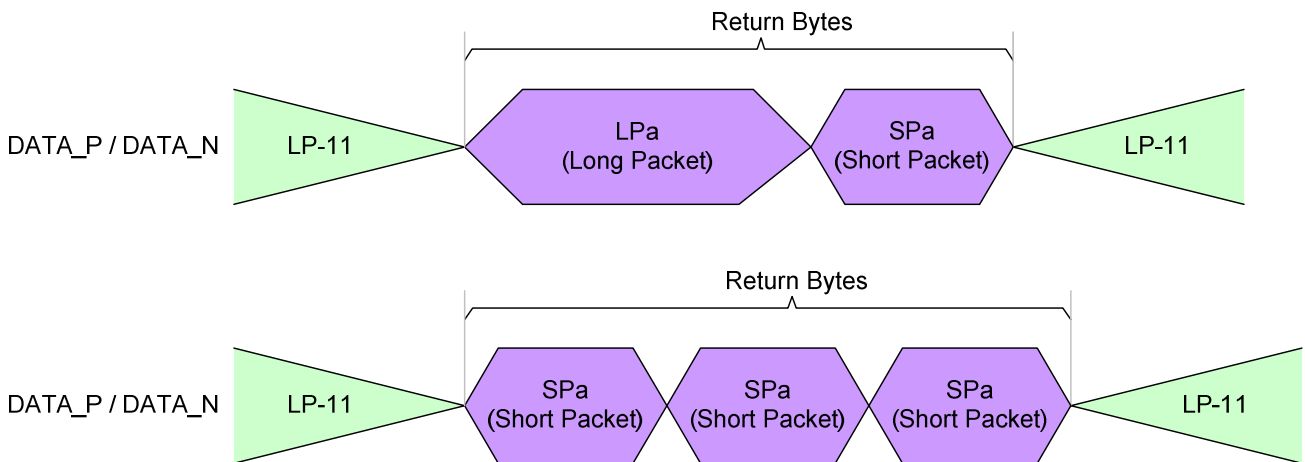 Return Bytes
DATA_P / DATA_N
LP-11
LPa
(Long Packet)
SPa
(Short Packet)
LP-11
Return Bytes
DATA_P / DATA_N
LP-11
SPa
(Short Packet)
SPa
(Short Packet)
SPa
(Short Packet)
LP-11